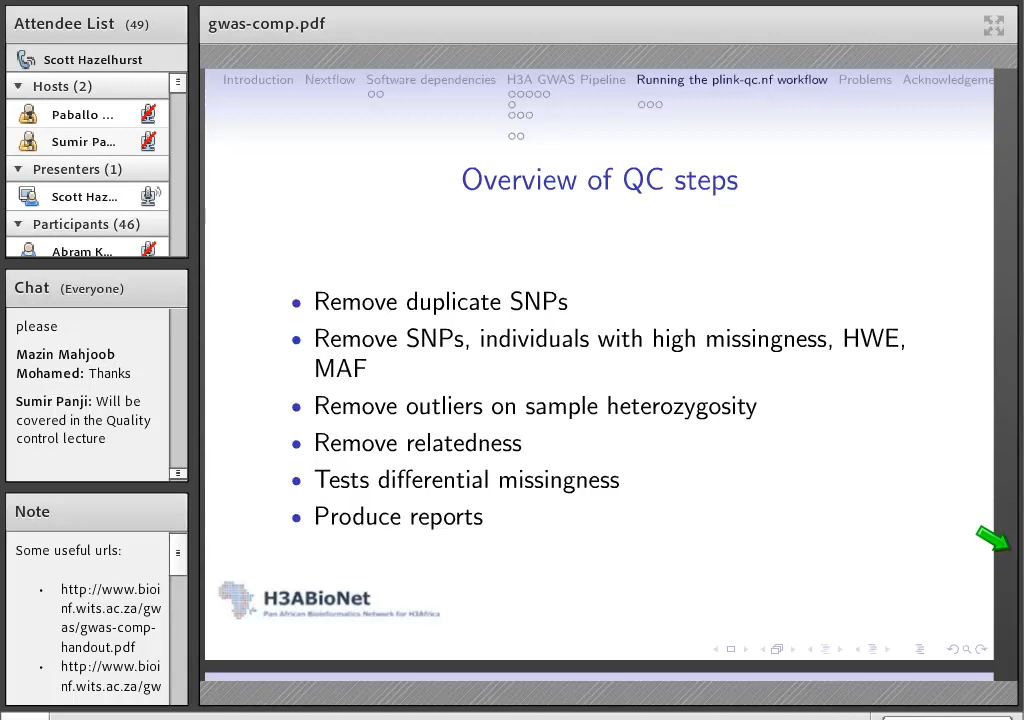 Attendee List (49)
Scott Hazelhurst
Hosts (2)
Paballo ...
Sumir Pa...
Presenters (1)
Scott Haz...
Participants (46)
Abram K...
Chat (Everyone)
please
Mazin Mahjoob
Mohamed: Thanks
Sumir Panji: Will be
covered in the Quality
control lecture
Note
Some useful urls:
• http://www.bioi
nf.wits.ac.za/gw
as/gwas-comp-
handout.pdf
• http://www.bioi
nf.wits.ac.za/gw
gwas-comp.pdf
Introduction Nextflow Software dependencies H3A GWAS Pipeline Running the plink-qc.nf workflow Problems Acknowledgeme
Overview of QC steps
• Remove duplicate SNPs
• Remove SNPs, individuals with high missingness, HWE,
MAF
• Remove outliers on sample heterozygosity
• Remove relatedness
• Tests differential missingness
• Produce reports
H3ABioNet
Pan African Bioinformatics Network for H3Africa